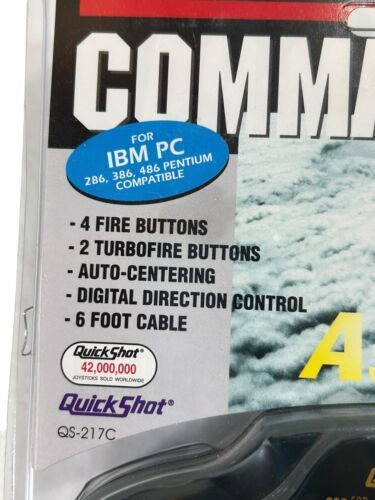 COMMA
FOR
IBM PC
286, 386, 486 PENTIUM
COMPATIBLE
- 4 FIRE BUTTONS
- 2 TURBOFIRE BUTTONS
- AUTO-CENTERING
- DIGITAL DIRECTION CONTROL
- 6 FOOT CABLE
QuickShot®
42,000,000
JOYSTICKS SOLD WORLDWIDE
QuickShot®
QS-217C